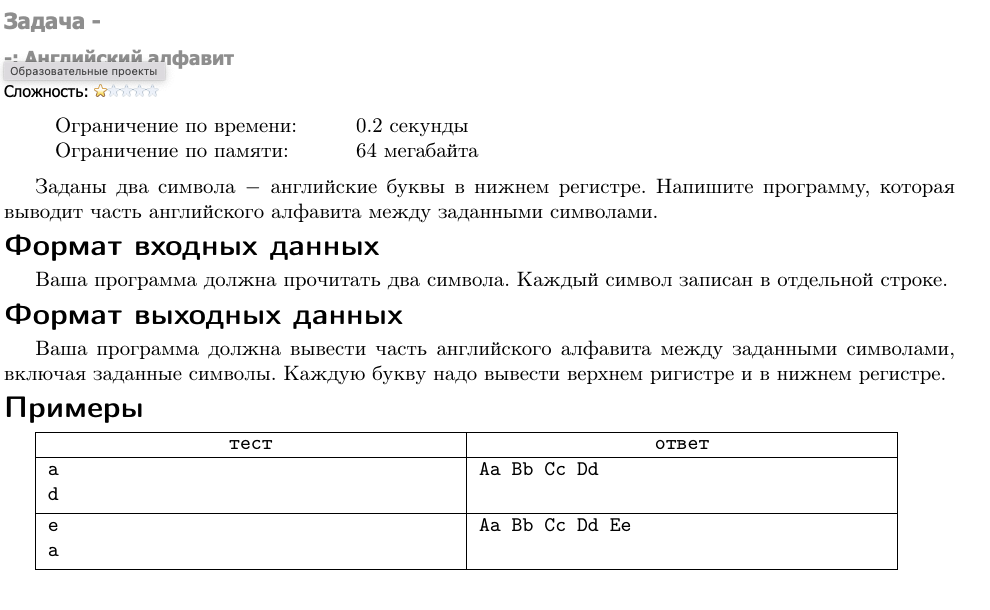 Задача -
-: Английский алфавит
Образовательные проекты
Сложность:
Ограничение по времени: 0.2 секунды
Ограничение по памяти: 64 мегабайта
Заданы два символа − английские буквы в нижнем регистре. Напишите программу, которая
выводит часть английского алфавита между заданными символами.
Формат входных данных
Ваша программа должна прочитать два символа. Каждый символ записан в отдельной строке.
Формат выходных данных
Ваша программа должна вывести часть английского алфавита между заданными символами,
включая заданные символы. Каждую букву надо вывести верхнем ригистре и в нижнем регистре.
Примеры
тест ответ
a Aa Bb Cc Dd
d
e Aa Bb Cc Dd Ee
a